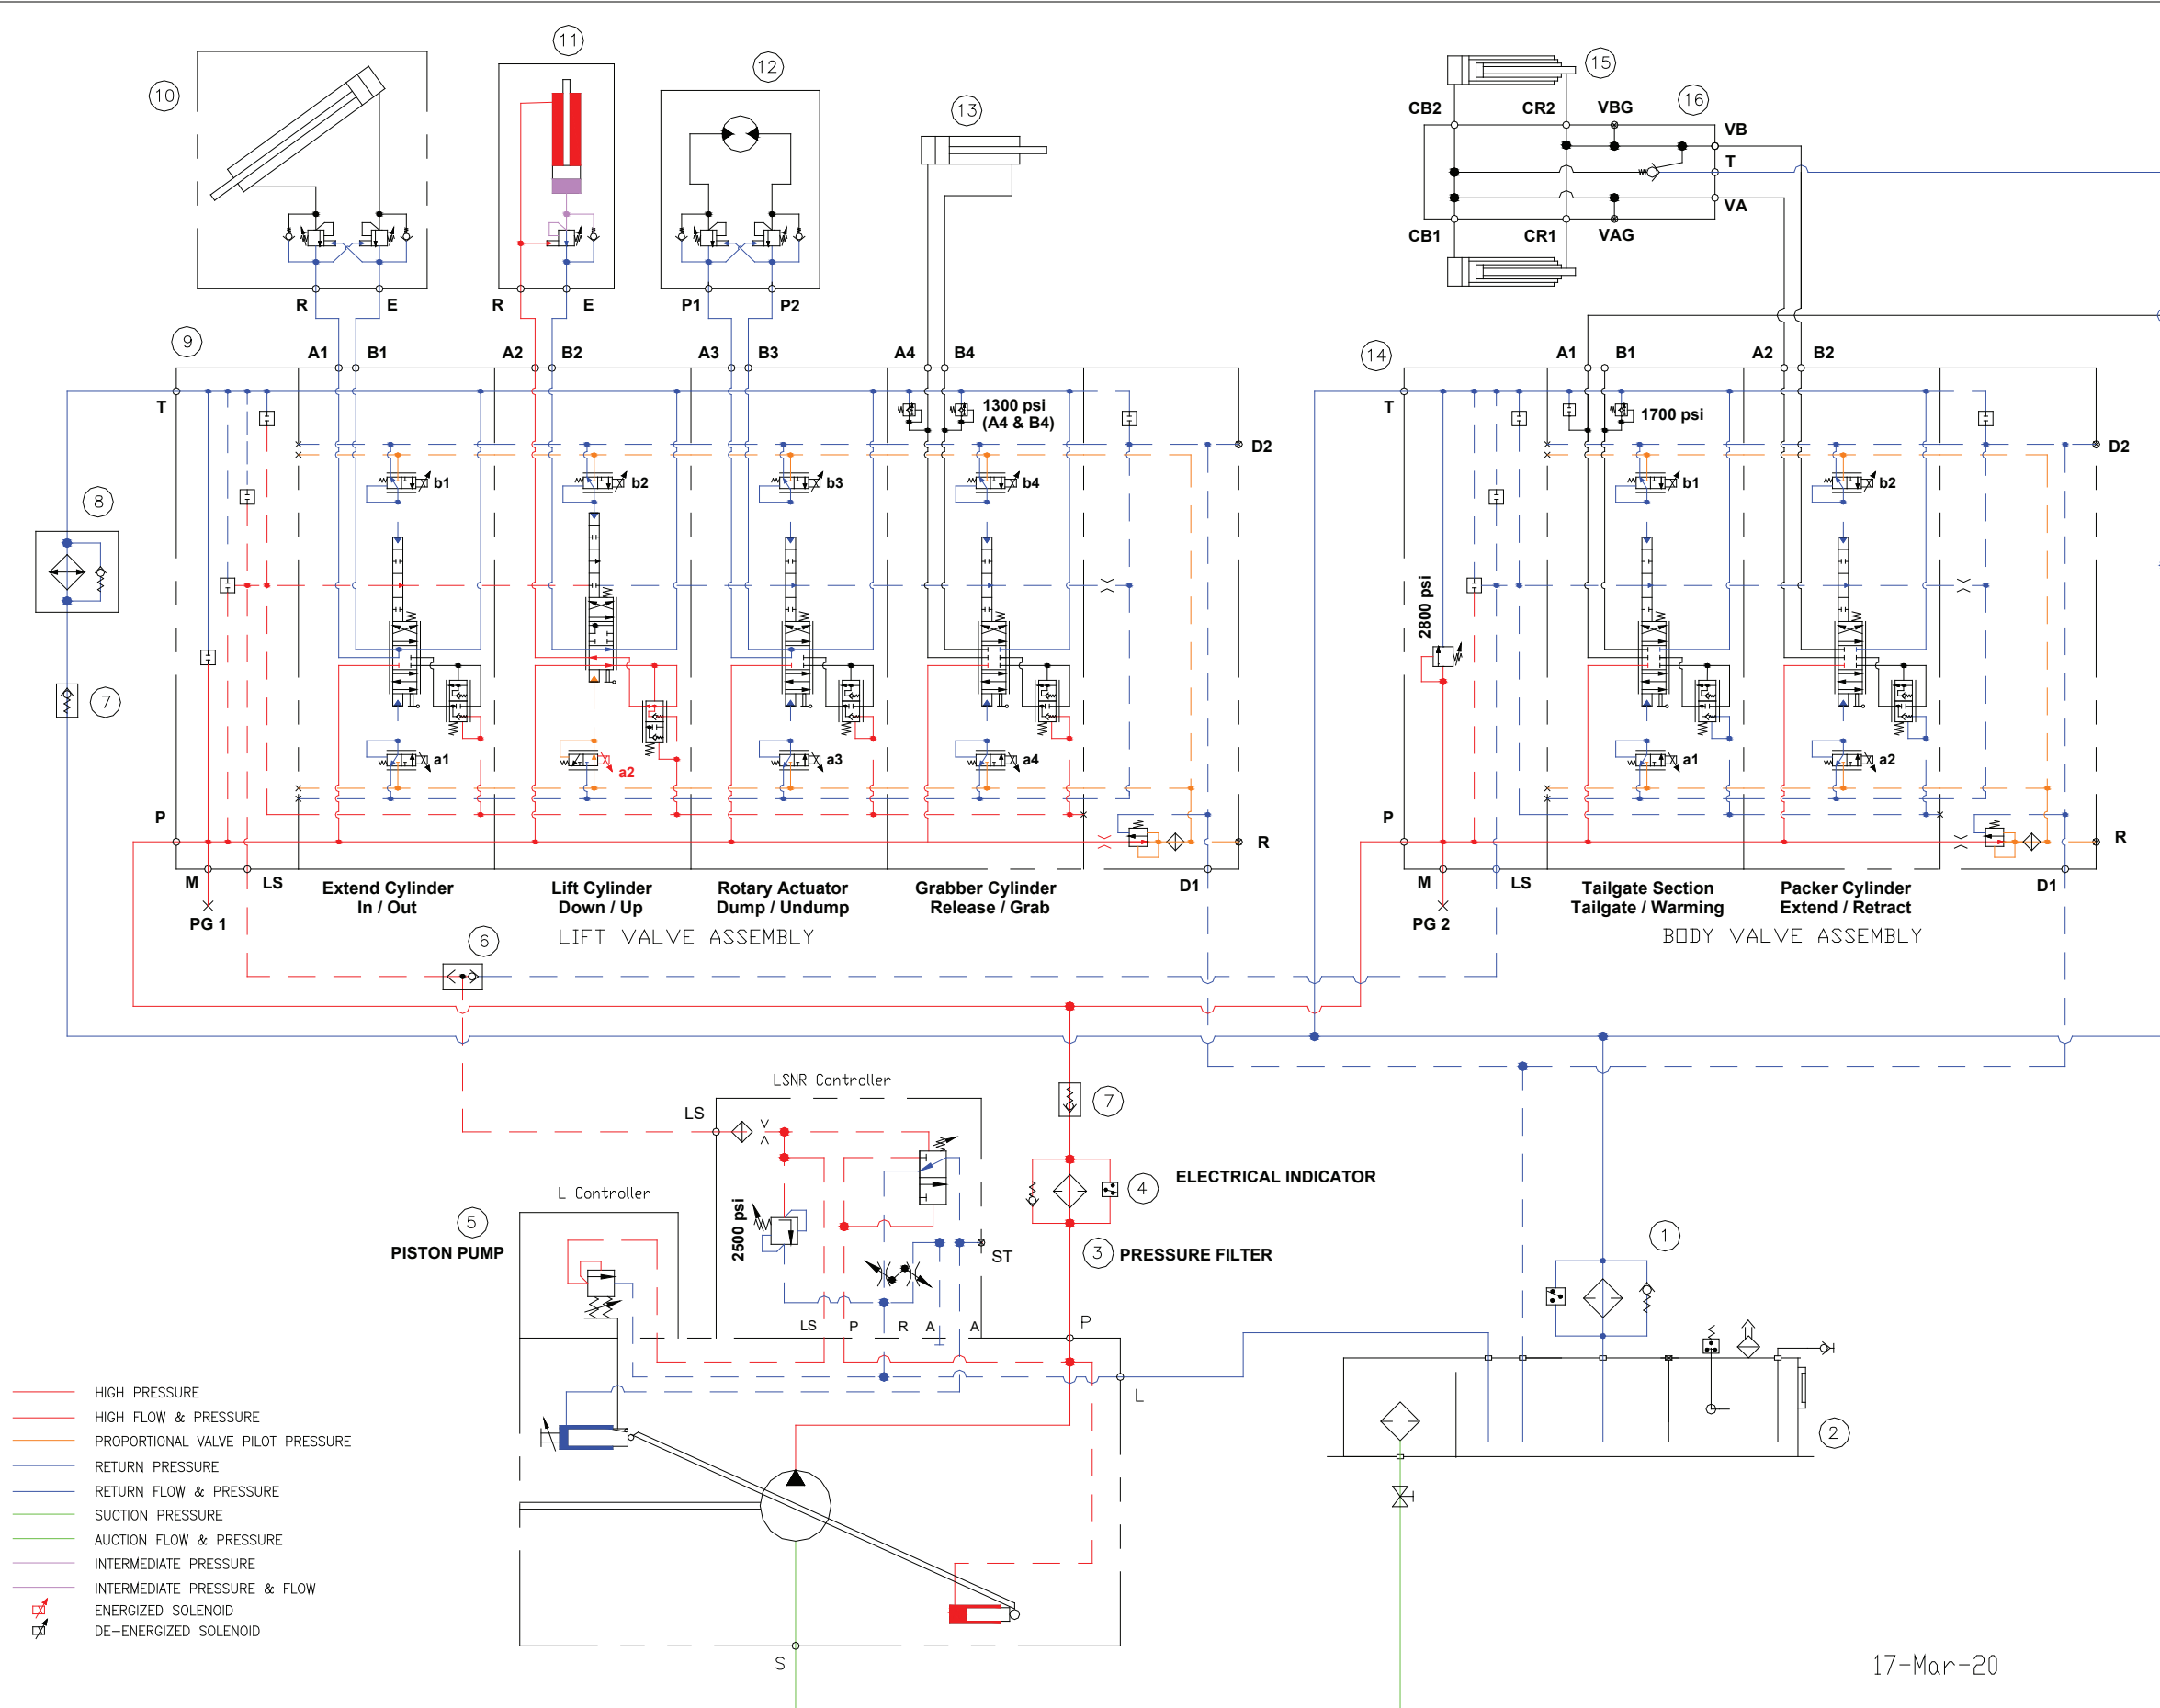 11
12
15
10
16
13
CB2
CR2
VBG
VB
T
VA
CB1
CR1
VAG
R
E
R
E
P1
P2
9
A1
B1
A2
B2
A3
B3
A4
B4
14
A1
B1
A2
B2
T
1300 psi
(A4 & B4)
T
1700 psi
D2
D2
b1
b2
b3
b4
b1
b2
8
2800 psi
7
a1
a2
a3
a4
a1
a2
P
R
P
R
M
LS
D1
M
LS
D1
Extend Cylinder
In / Out
Lift Cylinder
Down / Up
Rotary Actuator
Dump / Undump
Grabber Cylinder
Release / Grab
Tailgate Section
Tailgate / Warming
Packer Cylinder
Extend / Retract
PG 1
PG 2
LIFT VALVE ASSEMBLY
BODY VALVE ASSEMBLY
6
LSNR Controller
7
LS
ELECTRICAL INDICATOR
4
L Controller
5
PISTON PUMP
2500 psi
ST
3
PRESSURE FILTER
1
LS
P
R
A
A
P
L
2
HIGH PRESSURE
HIGH FLOW & PRESSURE
PROPORTIONAL VALVE PILOT PRESSURE
RETURN PRESSURE
RETURN FLOW & PRESSURE
SUCTION PRESSURE
AUCTION FLOW & PRESSURE
INTERMEDIATE PRESSURE
INTERMEDIATE PRESSURE & FLOW
ENERGIZED SOLENOID
DE-ENERGIZED SOLENOID
S
17-Mar-20